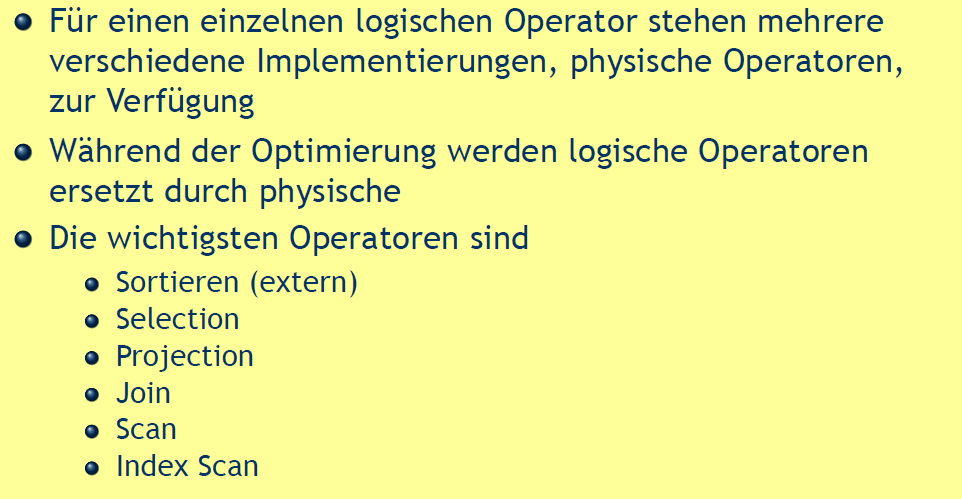 Für einen einzelnen logischen Operator stehen mehrere
verschiedene Implementierungen, physische Operatoren,
zur Verfügung
Während der Optimierung werden logische Operatoren
ersetzt durch physische
Die wichtigsten Operatoren sind
Sortieren (extern)
Selection
Projection
Join
Scan
Index Scan